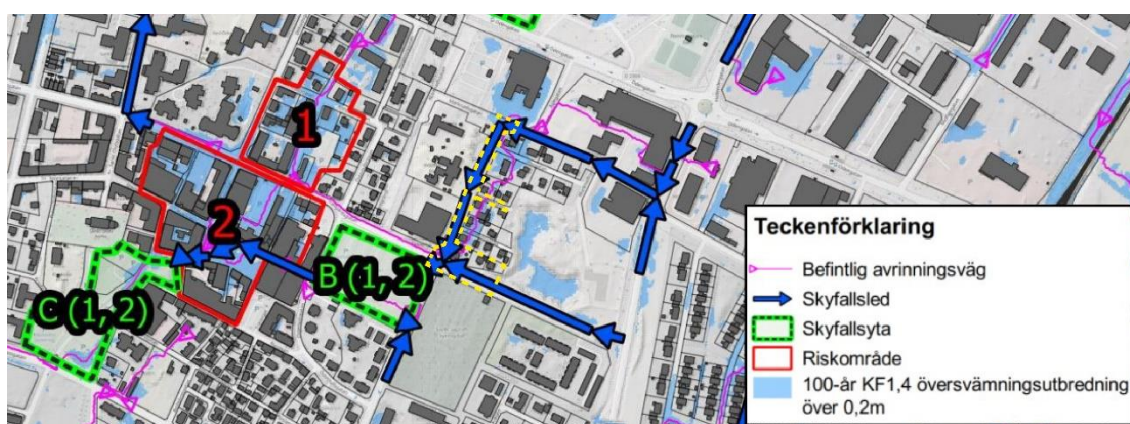 1
2
B(1, 2)
C(1, 2)
Teckenförklaring
Befintlig avrinningsväg
Skyfallsled
Skyfallsyta
Riskområde
100-år KF1,4 översvämningsutbredning
över 0,2m